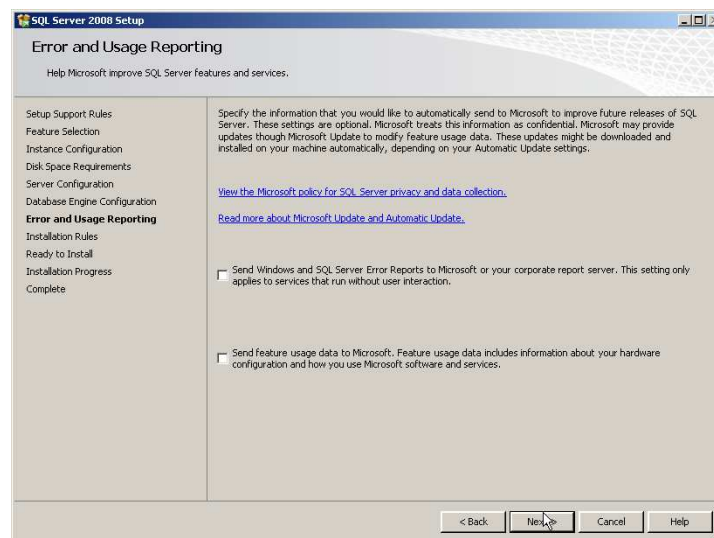 SQL Server 2008 Setup
Error and Usage Reporting
Help Microsoft improve SQL Server features and services.
Setup Support Rules
Feature Selection
Instance Configuration
Disk Space Requirements
Server Configuration
Database Engine Configuration
Error and Usage Reporting
Installation Rules
Ready to Install
Installation Progress
Complete
Specify the information that you would like to automatically send to Microsoft to improve future releases of SQL
Server. These settings are optional. Microsoft treats this information as confidential. Microsoft may provide
updates though Microsoft Update to modify feature usage data. These updates might be downloaded and
installed on your machine automatically, depending on your Automatic Update settings.
View the Microsoft policy for SQL Server privacy and data collection.
Read more about Microsoft Update and Automatic Update.
Send Windows and SQL Server Error Reports to Microsoft or your corporate report server. This setting only
applies to services that run without user interaction.
Send feature usage data to Microsoft. Feature usage data includes information about your hardware
configuration and how you use Microsoft software and services.
< Back
Next >
Cancel
Help